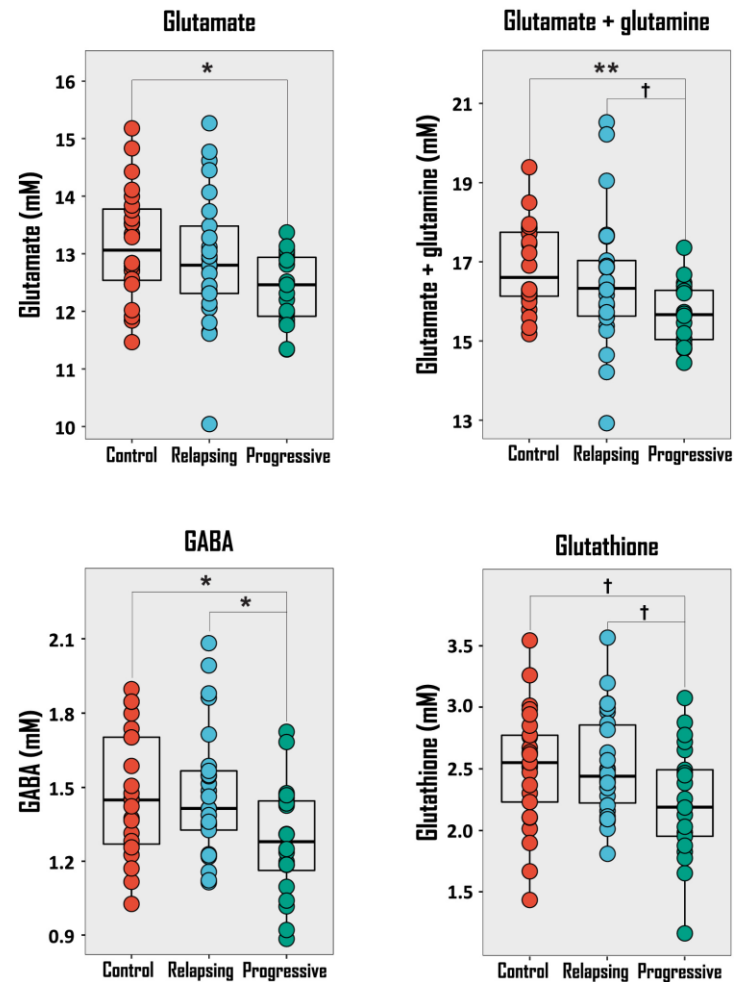 Glutamate
*
16
15
14
13
12
11
10
Glutamate (mM)
Control Relapsing Progressive
Glutamate + glutamine
**
†
21
19
17
15
13
Glutamate + glutamine (mM)
Control Relapsing Progressive
GABA
*
*
2.1
1.8
1.5
1.2
0.9
GABA (mM)
Control Relapsing Progressive
Glutathione
†
†
3.5
3.0
2.5
2.0
1.5
Glutathione (mM)
Control Relapsing Progressive